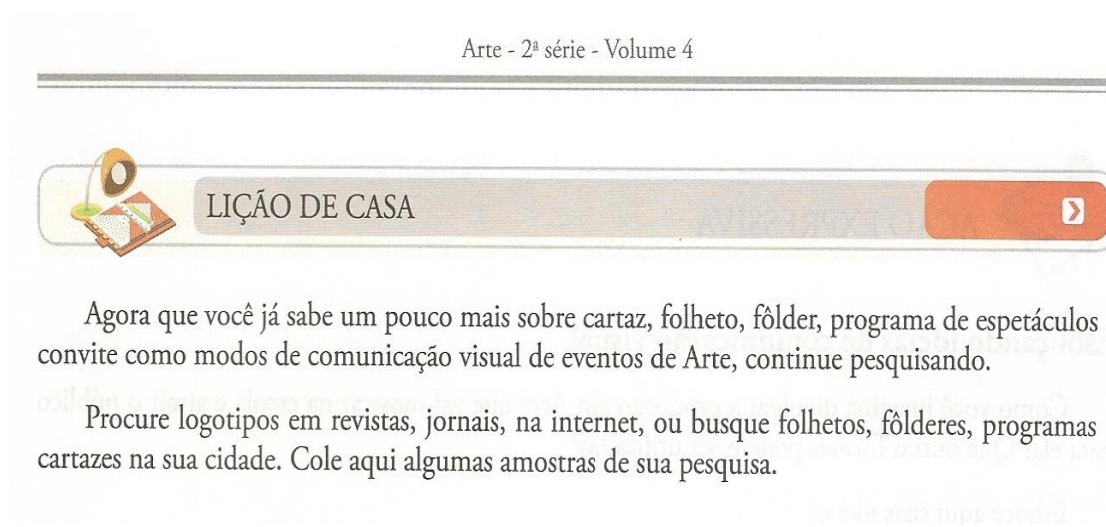 Arte - 2ª série - Volume 4
LIÇÃO DE CASA
Agora que você já sabe um pouco mais sobre cartaz, folheto, fôlder, programa de espetáculos
convite como modos de comunicação visual de eventos de Arte, continue pesquisando.
Procure logotipos em revistas, jornais, na internet, ou busque folhetos, fôlderes, programas
cartazes na sua cidade. Cole aqui algumas amostras de sua pesquisa.